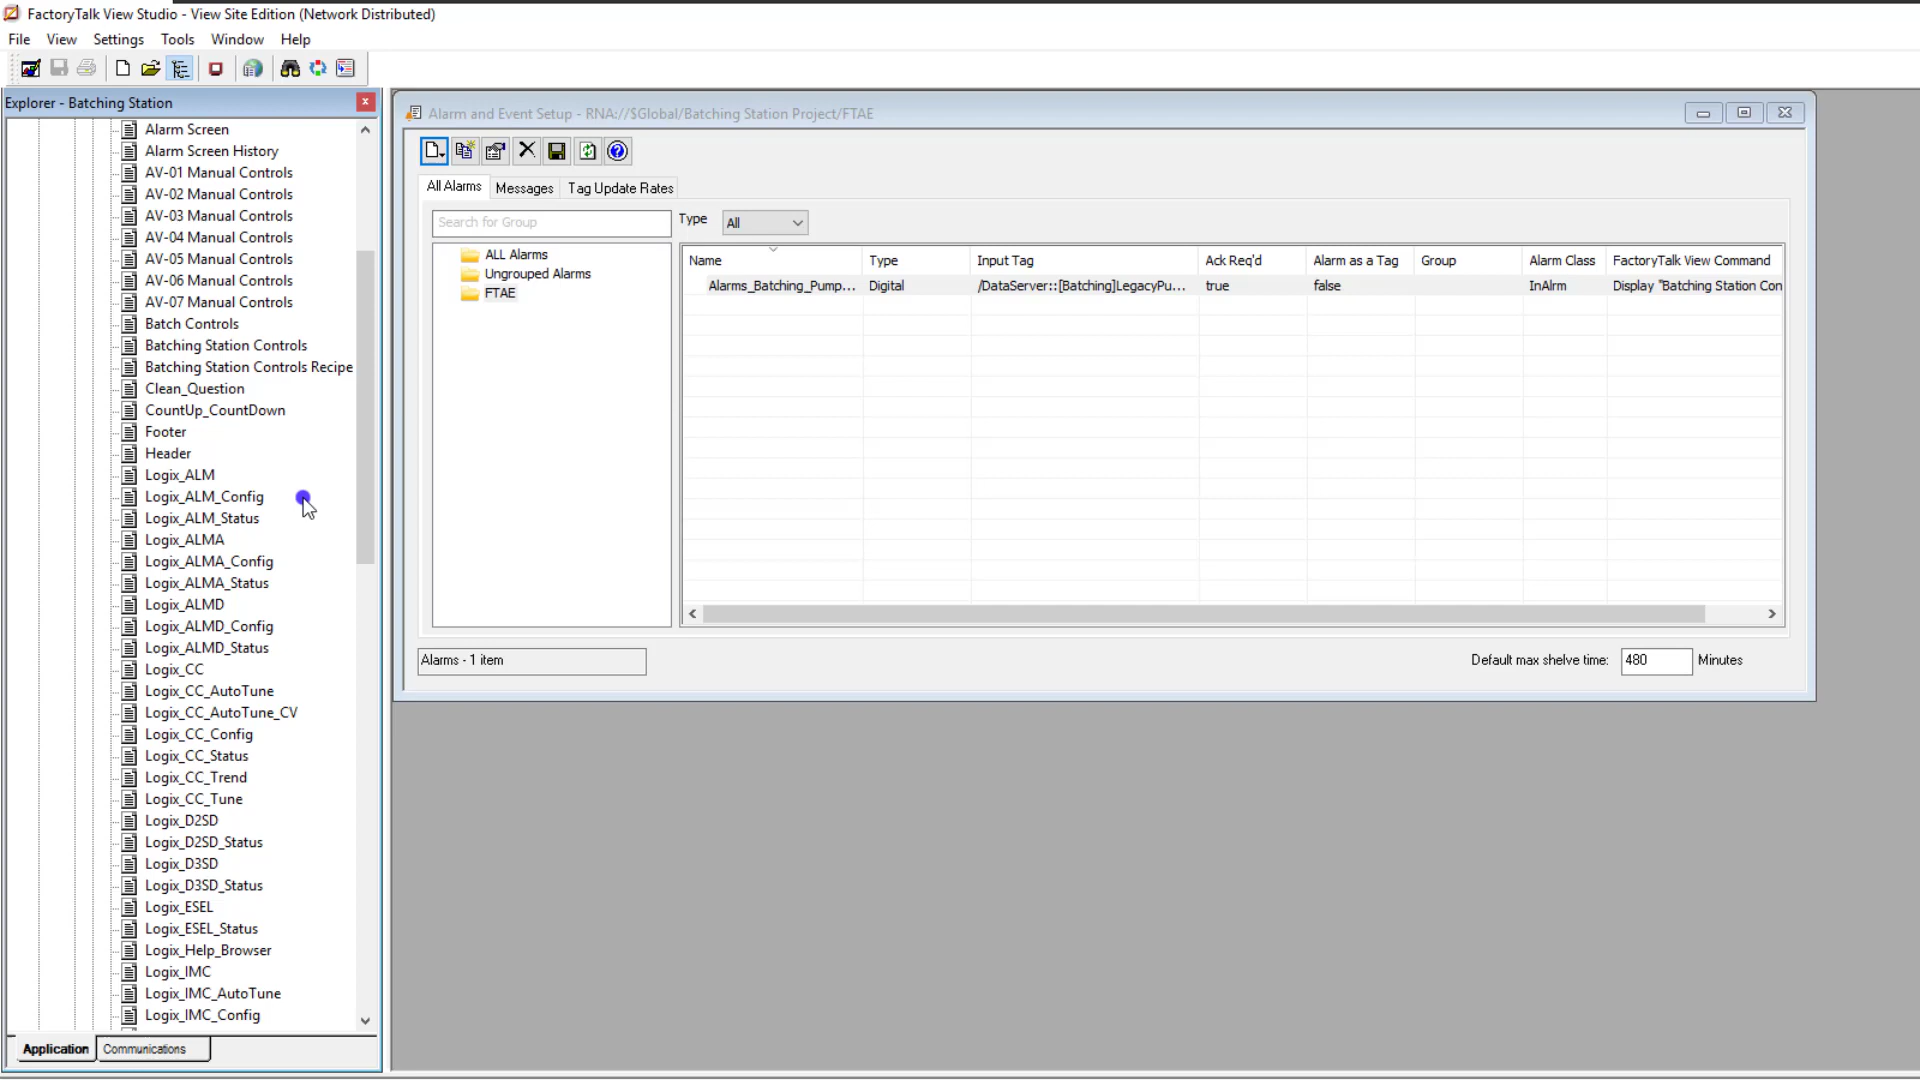 FactoryTalk View Studio - View Site Edition (Network Distributed)
File View Settings Tools Window Help
Explorer - Batching Station
Alarm Screen
Alarm Screen History
AV-01 Manual Controls
AV-02 Manual Controls
AV-03 Manual Controls
AV-04 Manual Controls
AV-05 Manual Controls
AV-06 Manual Controls
AV-07 Manual Controls
Batch Controls
Batching Station Controls
Batching Station Controls Recipe
Clean_Question
CountUp_CountDown
Footer
Header
Logix_ALM
Logix_ALM_Config
Logix_ALM_Status
Logix_ALMA
Logix_ALMA_Config
Logix_ALMA_Status
Logix_ALMD
Logix_ALMD_Config
Logix_ALMD_Status
Logix_CC
Logix_CC_AutoTune
Logix_CC_AutoTune_CV
Logix_CC_Config
Logix_CC_Status
Logix_CC_Trend
Logix_CC_Tune
Logix_D2SD
Logix_D2SD_Status
Logix_D3SD
Logix_D3SD_Status
Logix_ESEL
Logix_ESEL_Status
Logix_Help_Browser
Logix_IMC
Logix_IMC_AutoTune
Logix_IMC_Config
Application Communications
Alarm and Event Setup - RNA://$Global/Batching Station Project/FTAE
All Alarms Messages Tag Update Rates
Search for Group Type All
ALL Alarms
Ungrouped Alarms
FTAE
Name Type Input Tag Ack Req'd Alarm as a Tag Group Alarm Class FactoryTalk View Command
Alarms_Batching_Pump... Digital /DataServer::[Batching]LegacyPu... true false InAlrm Display "Batching Station Con
Alarms - 1 item Default max shelve time: 480 Minutes